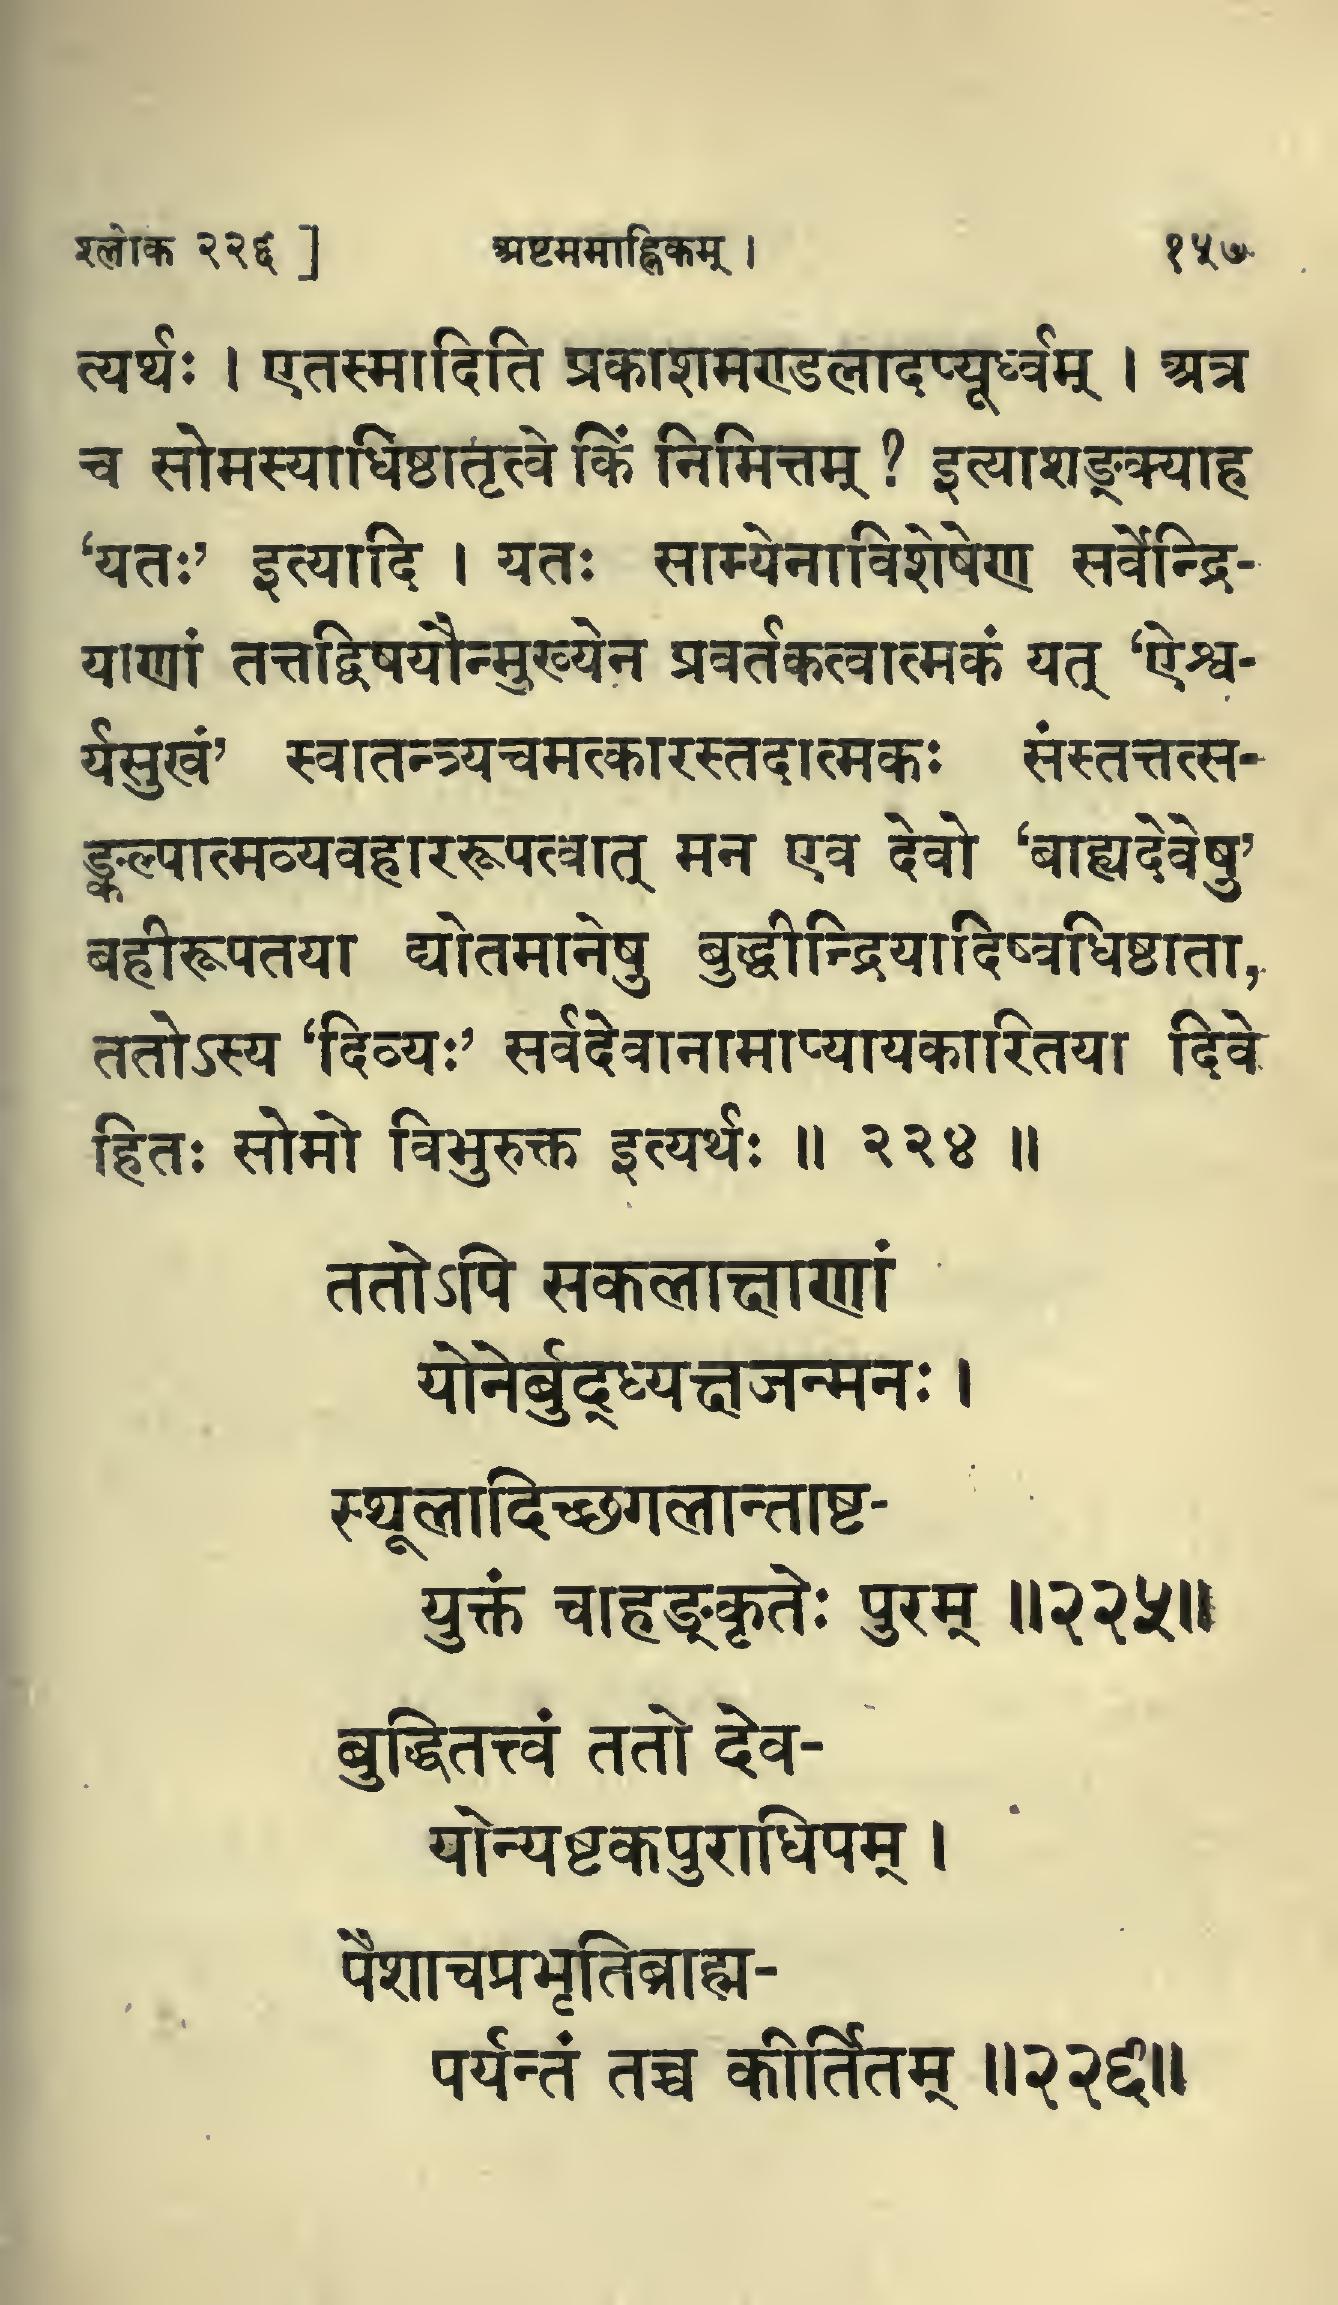 श्लोक २२६ ] अष्टममाह्निकम् । १५७
त्यर्थः । एतस्मादिति प्रकाशमण्डलादप्यूर्ध्वम् । अत्र
च सोमस्याधिष्ठातृत्वे किं निमित्तम् ? इत्याशङ्क्याह
‘यतः’ इत्यादि । यतः साम्येनाविशेषेण सर्वेन्द्रि-
याणां तत्तद्विषयौन्मुख्येन प्रवर्तकत्वात्मकं यत् ‘ऐश्व-
र्यसुखं’ स्वातन्त्र्यचमत्कारस्तदात्मकः संस्तत्तत्स-
ङ्कल्पात्मव्यवहाररूपत्वात् मन एव देवो ‘बाह्यदेवेषु’
बहीरूपतया द्योतमानेषु बुद्धीन्द्रियादिष्वधिष्ठाता,
ततोऽस्य ‘दिव्यः’ सर्वदेवानामाप्यायकारितया दिवे
हितः सोमो विभुरुक्त इत्यर्थः ॥ २२४ ॥
ततोऽपि सकलाक्षाणां
योनेर्बुद्ध्यक्षजन्मनः ।
स्थूलादिच्छगलान्ताष्ट-
युक्तं चाहङ्कृतेः पुरम् ॥२२५॥
बुद्धितत्त्वं ततो देव-
योन्यष्टकपुराधिपम् ।
पैशाचप्रभृतिब्राह्म-
पर्यन्तं तच्च कीर्तितम् ॥२२६॥